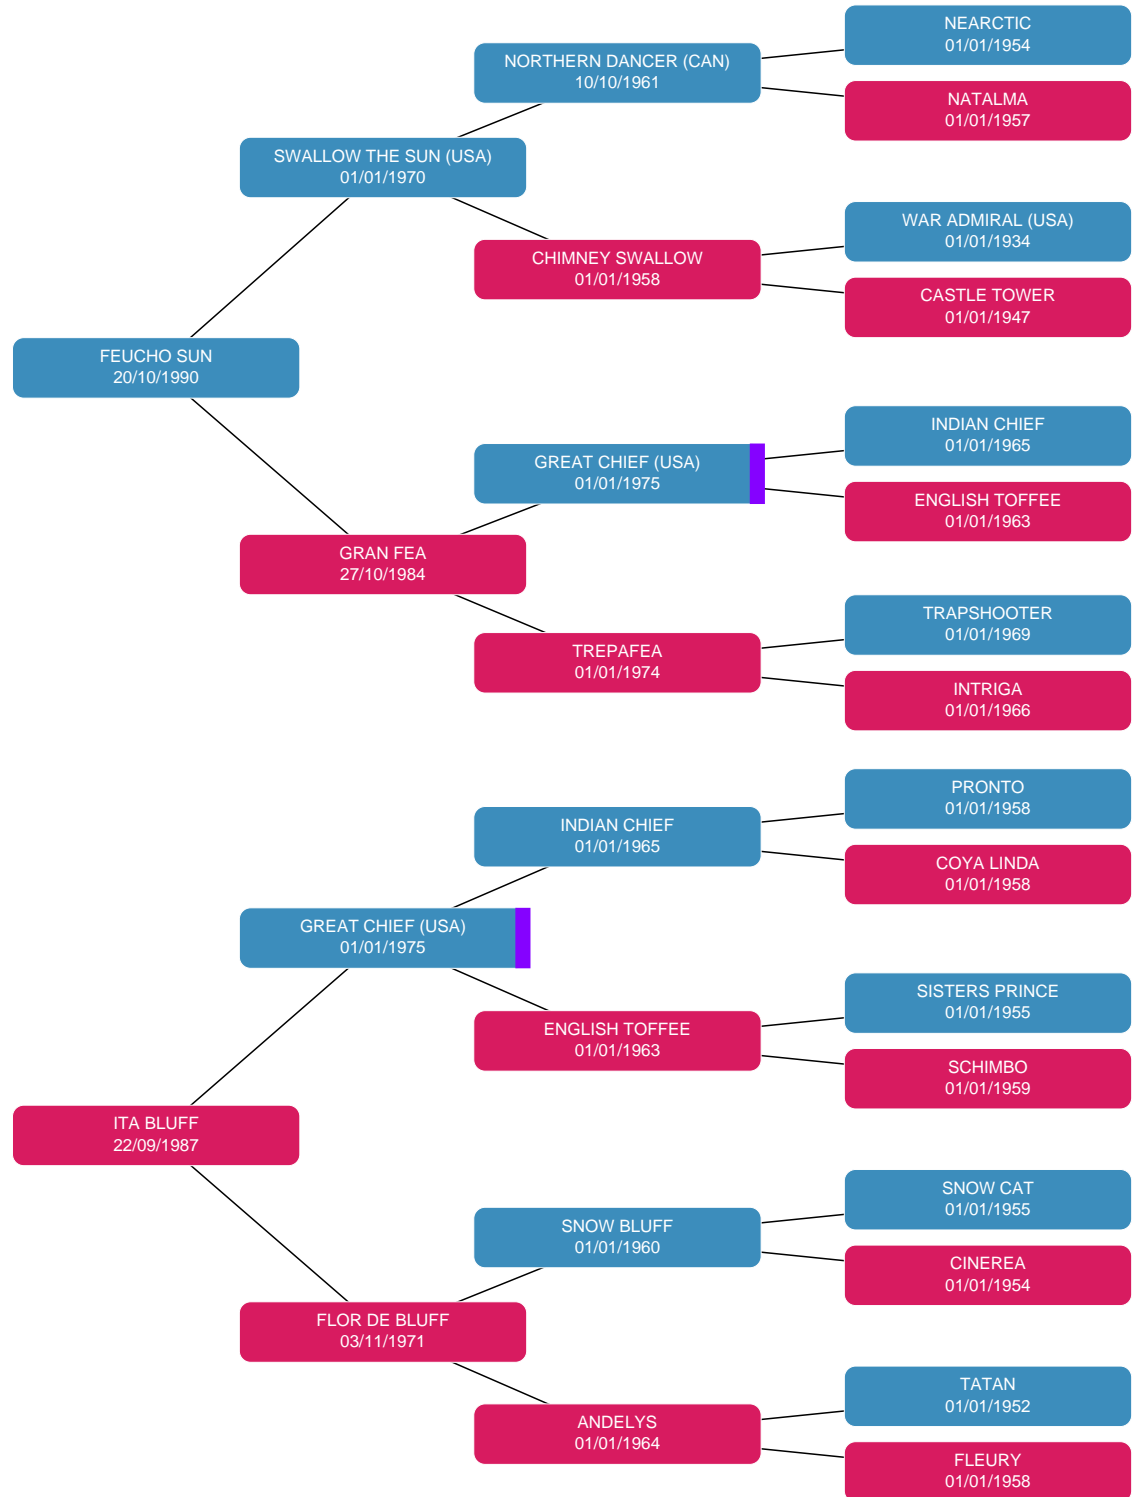 NEARCTIC
01/01/1954
NORTHERN DANCER (CAN)
10/10/1961
NATALMA
01/01/1957
SWALLOW THE SUN (USA)
01/01/1970
WAR ADMIRAL (USA)
01/01/1934
CHIMNEY SWALLOW
01/01/1958
CASTLE TOWER
01/01/1947
FEUCHO SUN
20/10/1990
INDIAN CHIEF
01/01/1965
GREAT CHIEF (USA)
01/01/1975
ENGLISH TOFFEE
01/01/1963
GRAN FEA
27/10/1984
TRAPSHOOTER
01/01/1969
TREPAFEA
01/01/1974
INTRIGA
01/01/1966
PRONTO
01/01/1958
INDIAN CHIEF
01/01/1965
COYA LINDA
01/01/1958
GREAT CHIEF (USA)
01/01/1975
SISTERS PRINCE
01/01/1955
ENGLISH TOFFEE
01/01/1963
SCHIMBO
01/01/1959
ITA BLUFF
22/09/1987
SNOW CAT
01/01/1955
SNOW BLUFF
01/01/1960
CINEREA
01/01/1954
FLOR DE BLUFF
03/11/1971
TATAN
01/01/1952
ANDELYS
01/01/1964
FLEURY
01/01/1958